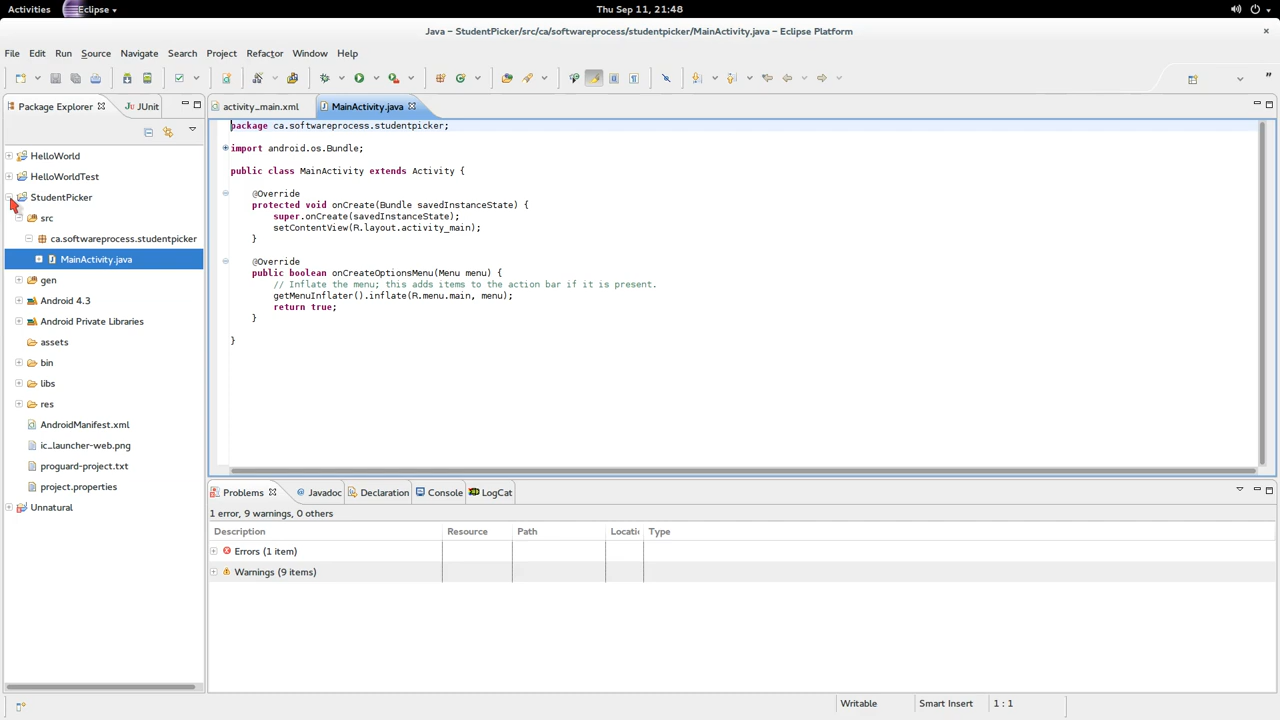 Activities
Eclipse
Thu Sep 11, 21:48
Java – StudentPicker/src/ca/softwareprocess/studentpicker/MainActivity.java – Eclipse Platform
File Edit Run Source Navigate Search Project Refactor Window Help
Package Explorer
JUnit
HelloWorld
HelloWorldTest
StudentPicker
src
ca.softwareprocess.studentpicker
MainActivity.java
gen
Android 4.3
Android Private Libraries
assets
bin
libs
res
AndroidManifest.xml
ic_launcher-web.png
proguard-project.txt
project.properties
Unnatural
activity_main.xml
MainActivity.java
package ca.softwareprocess.studentpicker;
import android.os.Bundle;
public class MainActivity extends Activity {
@Override
protected void onCreate(Bundle savedInstanceState) {
super.onCreate(savedInstanceState);
setContentView(R.layout.activity_main);
}
@Override
public boolean onCreateOptionsMenu(Menu menu) {
// Inflate the menu; this adds items to the action bar if it is present.
getMenuInflater().inflate(R.menu.main, menu);
return true;
}
}
Problems
Javadoc
Declaration
Console
LogCat
1 error, 9 warnings, 0 others
Description Resource Path Locati Type
Errors (1 item)
Warnings (9 items)
Writable
Smart Insert
1 : 1